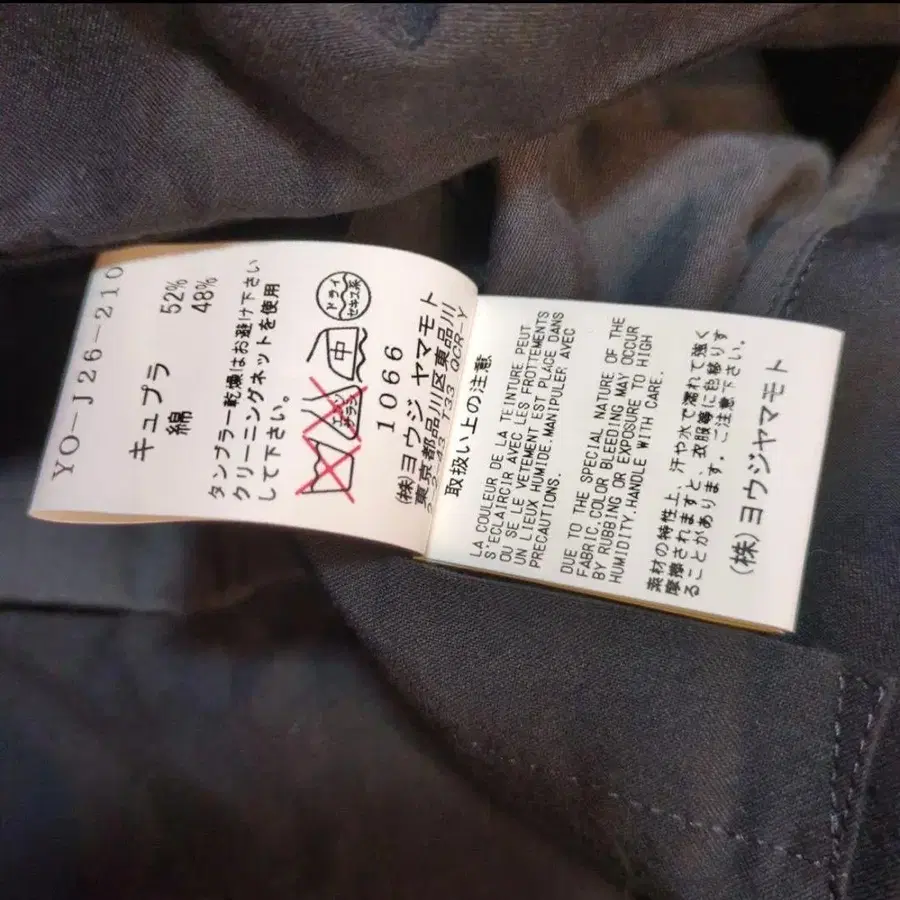 YO-J26-210
キュプラ 52%
綿 48%
タンブラー乾燥はお避け下さい
クリーニングネットを使用
して下さい。
ドライ
セキユ系
中
エンソ
サラシ
1066
(株)ヨウジ ヤマモト
東京都品川区東品川
T33 QCR-Y
取扱い上の注意
LA COULEUR DE LA TEINTURE PEUT
S'ECLAIRCIR AVEC LES FROTTEMENTS
OU SE LE VETEMENT EST PLACE DANS
UN LIEUX HUMIDE.MANIPULER AVEC
PRECAUTIONS.
DUE TO THE SPECIAL NATURE OF THE
FABRIC,COLOR BLEEDING MAY OCCUR
BY RUBBING OR EXPOSURE TO HIGH
HUMIDITY.HANDLE WITH CARE.
素材の特性上、汗や水で濡れて強く
摩擦されますと、衣服等に色移りす
ることがあります。ご注意下さい。
(株)ヨウジヤマモト